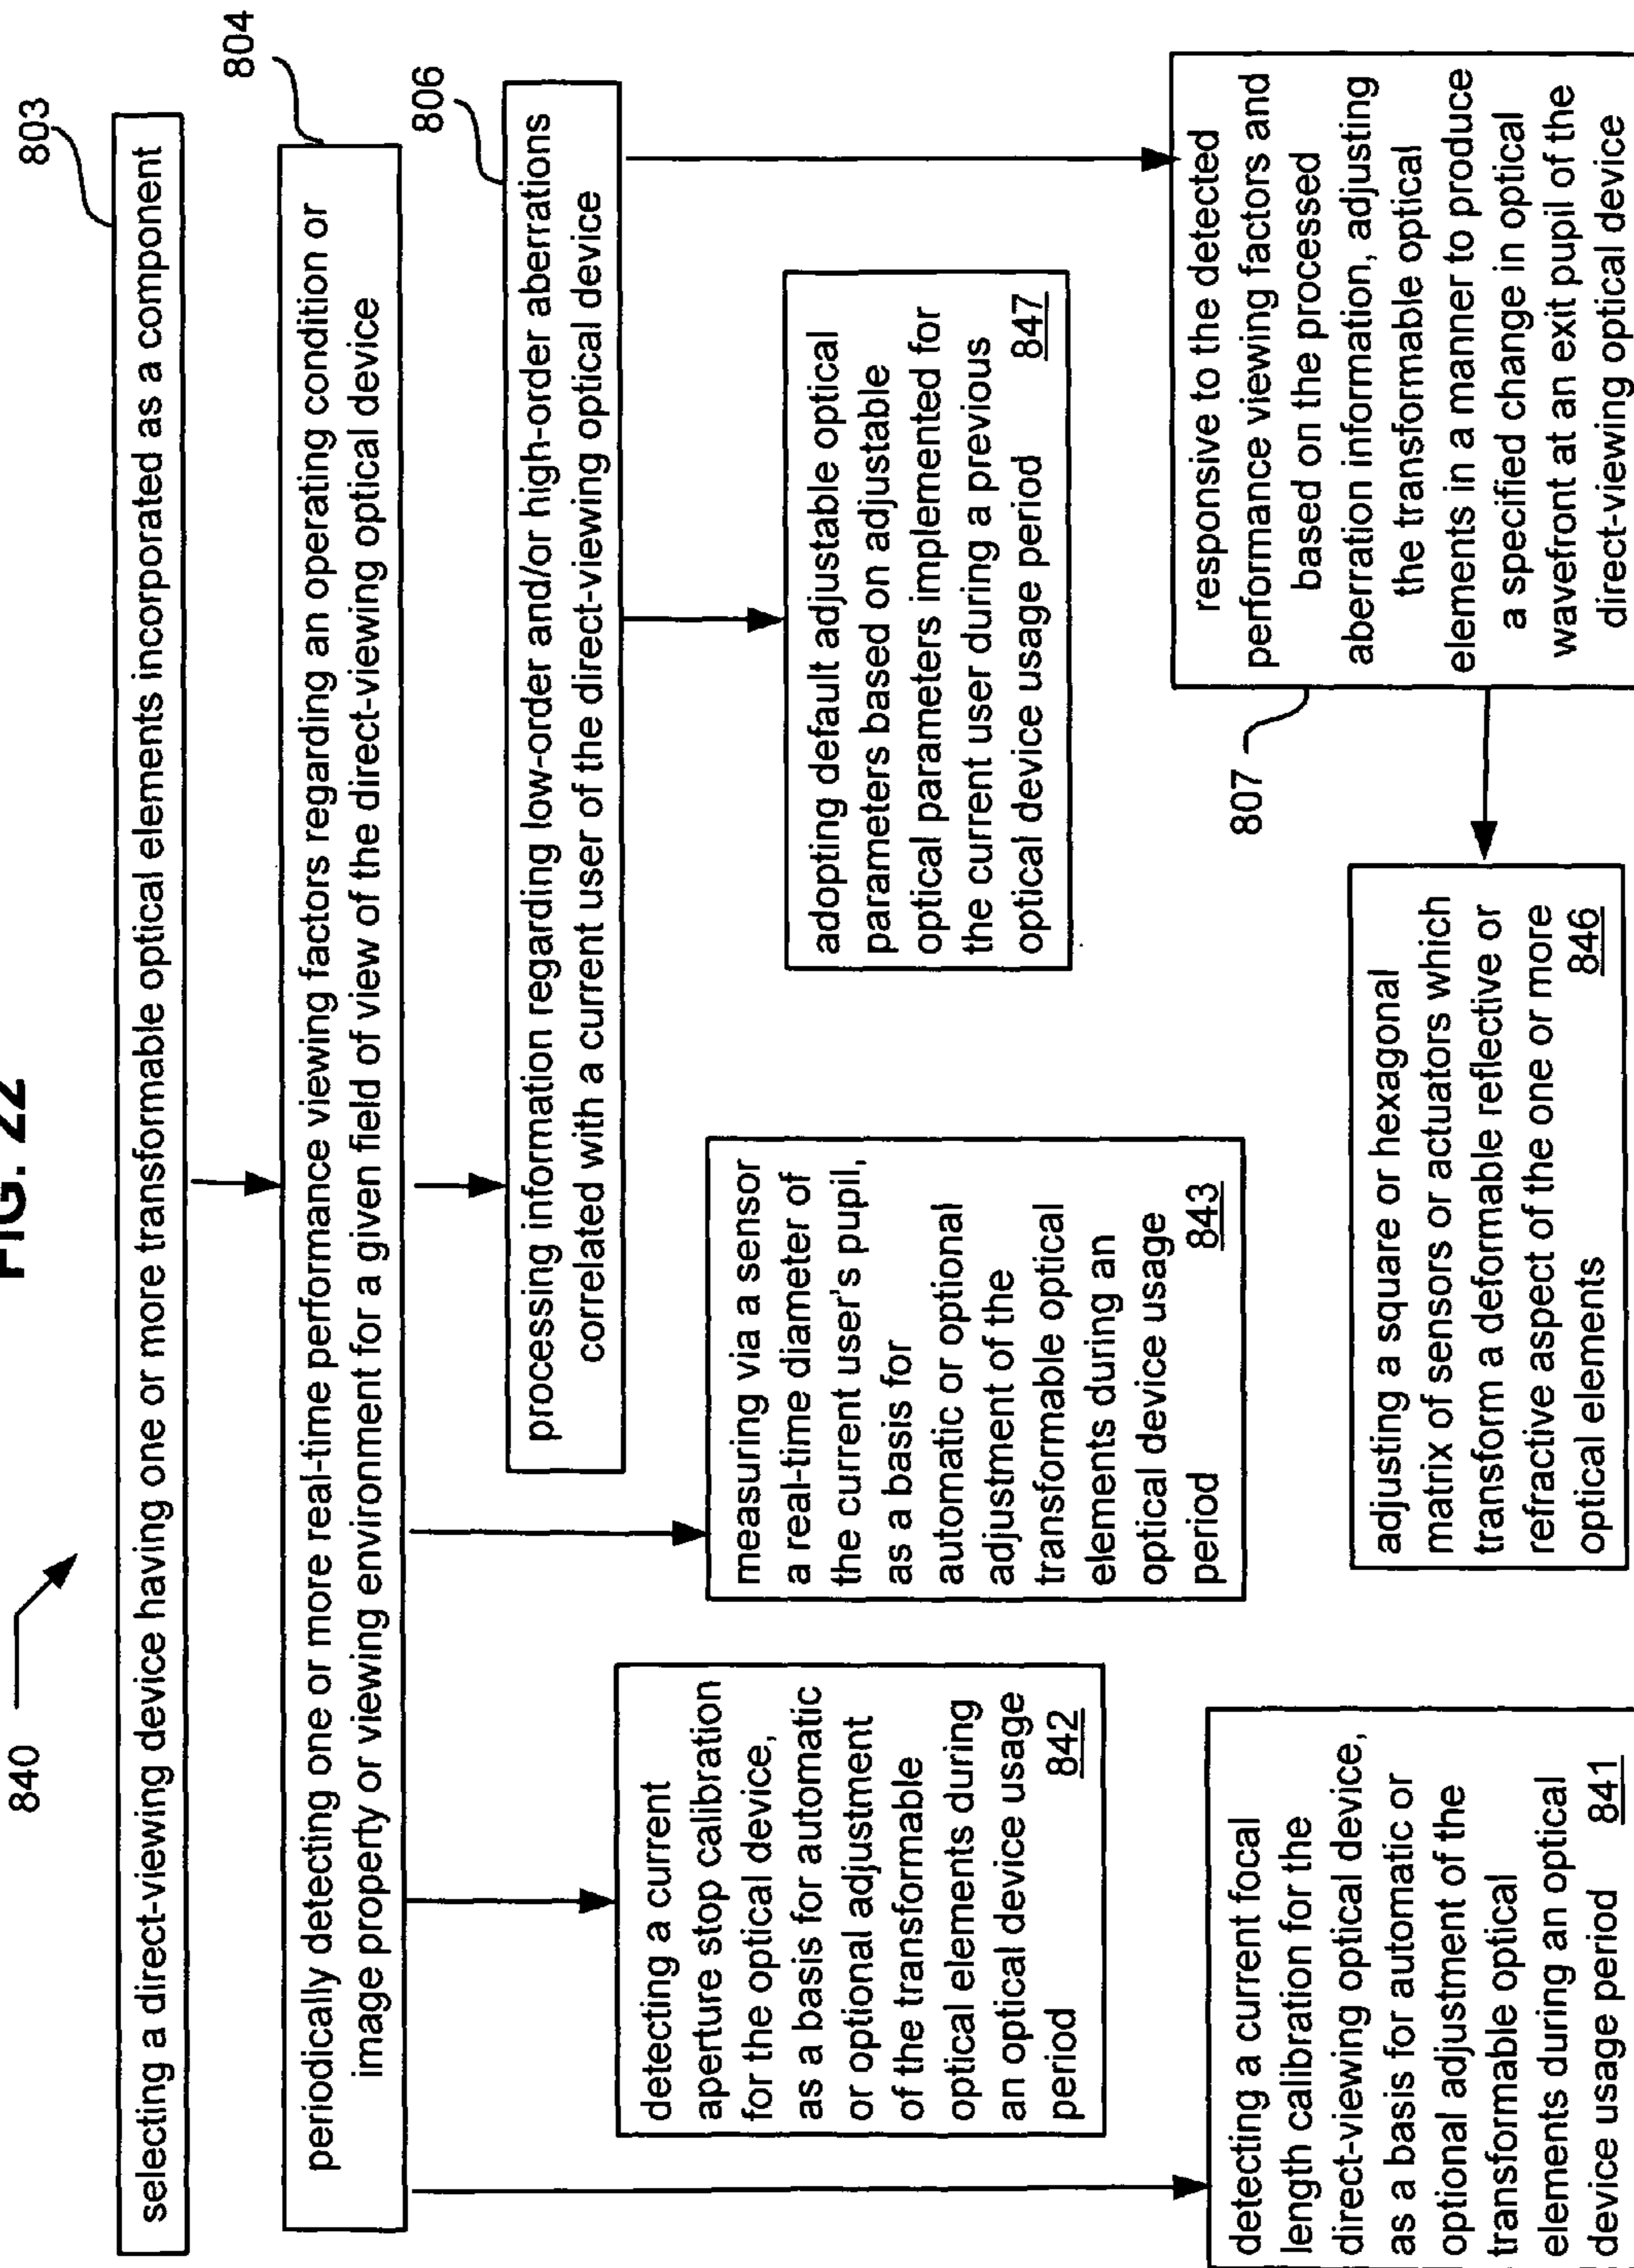 FIG. 22
840
803
selecting a direct-viewing device having one or more transformable optical elements incorporated as a component
804
periodically detecting one or more real-time performance viewing factors regarding an operating condition or
image property or viewing environment for a given field of view of the direct-viewing optical device
806
processing information regarding low-order and/or high-order aberrations
correlated with a current user of the direct-viewing optical device
detecting a current
aperture stop calibration
for the optical device,
as a basis for automatic
or optional adjustment
of the transformable
optical elements during
an optical device usage
period 842
measuring via a sensor
a real-time diameter of
the current user's pupil,
as a basis for
automatic or optional
adjustment of the
transformable optical
elements during an
optical device usage
period 843
adopting default adjustable optical
parameters based on adjustable
optical parameters implemented for
the current user during a previous
optical device usage period 847
detecting a current focal
length calibration for the
direct-viewing optical device,
as a basis for automatic or
optional adjustment of the
transformable optical
elements during an optical
device usage period 841
adjusting a square or hexagonal
matrix of sensors or actuators which
transform a deformable reflective or
refractive aspect of the one or more
optical elements 846
807
responsive to the detected
performance viewing factors and
based on the processed
aberration information, adjusting
the transformable optical
elements in a manner to produce
a specified change in optical
wavefront at an exit pupil of the
direct-viewing optical device